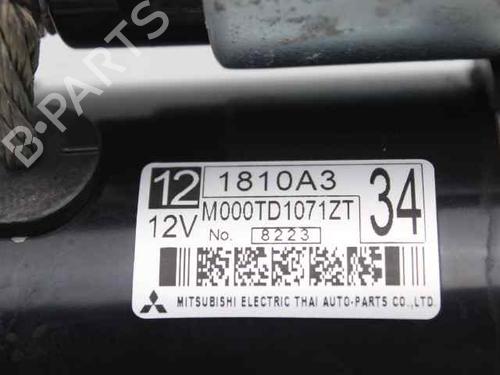 B-PARTS
12 1810A3
12V M000TD1071ZT 34
No. 8223
MITSUBISHI ELECTRIC THAI AUTO-PARTS CO.,LTD.